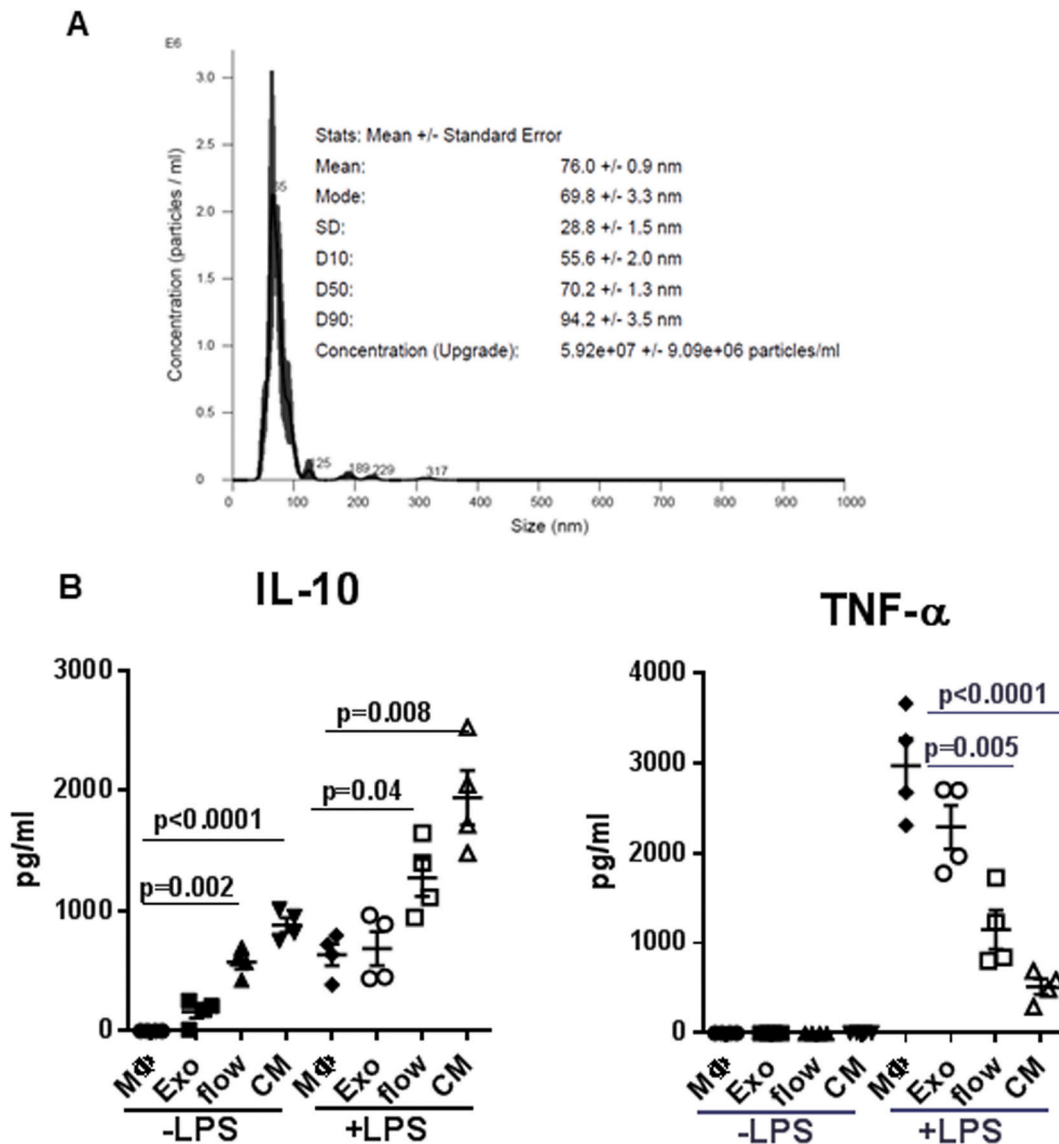 A
E6
Concentration (particles / ml)
3.0
2.5
2.0
1.5
1.0
0.5
0
Stats: Mean +/- Standard Error
Mean: 76.0 +/- 0.9 nm
Mode: 69.8 +/- 3.3 nm
SD: 28.8 +/- 1.5 nm
D10: 55.6 +/- 2.0 nm
D50: 70.2 +/- 1.3 nm
D90: 94.2 +/- 3.5 nm
Concentration (Upgrade): 5.92e+07 +/- 9.09e+06 particles/ml
125 189 229 317
0 100 200 300 400 500 600 700 800 900 1000
Size (nm)
B
IL-10
pg/ml
3000
2000
1000
0
p=0.008
p=0.04
p<0.0001
p=0.002
MΦ Exo flow CM MΦ Exo flow CM
-LPS +LPS
TNF-α
pg/ml
4000
3000
2000
1000
0
p<0.0001
p=0.005
MΦ Exo flow CM MΦ Exo flow CM
-LPS +LPS